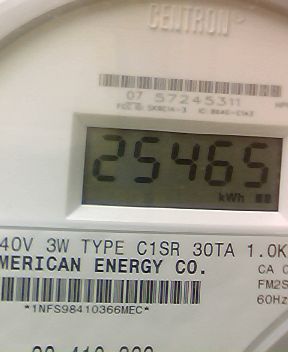 CENTRON®
07 57245311
25465
kWh
40V 3W TYPE C1SR 30TA 1.0K
MERICAN ENERGY CO.
CA
FM2S
60Hz
*1NFS98410366MEC*